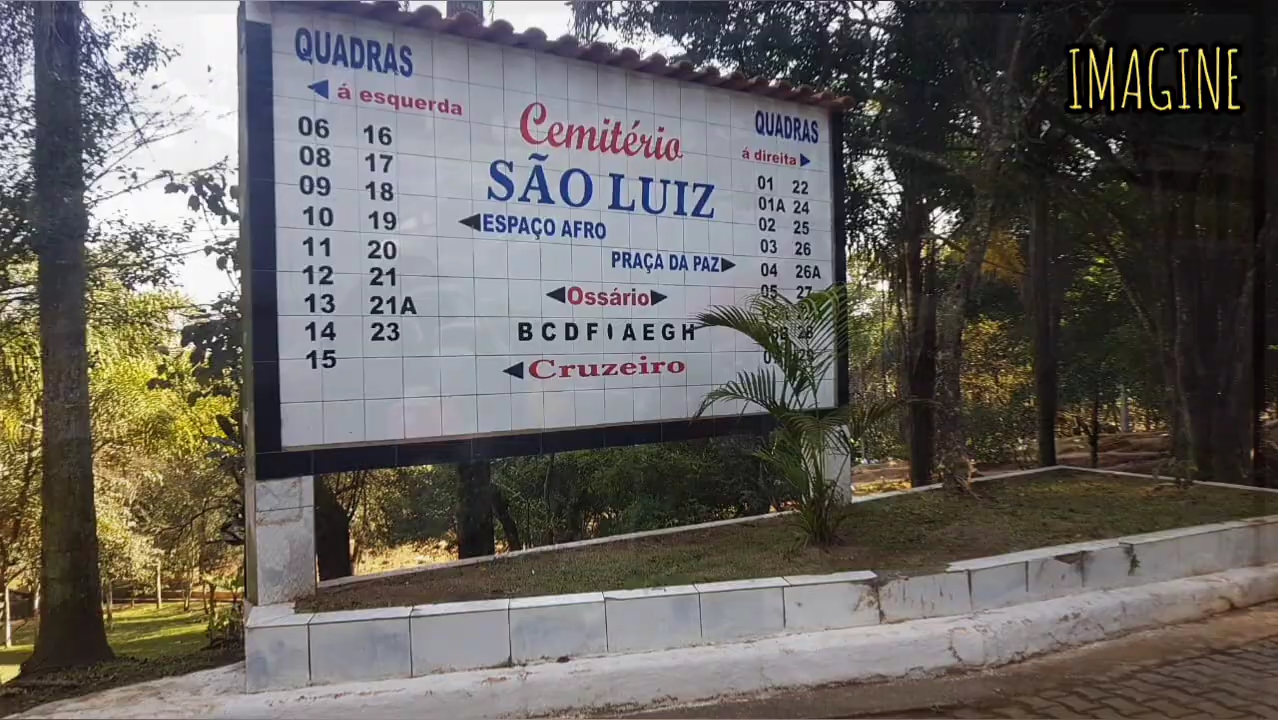 IMAGINE
QUADRAS
◀ á esquerda
06 16
08 17
09 18
10 19
11 20
12 21
13 21A
14 23
15
Cemitério
SÃO LUIZ
◀ESPAÇO AFRO
PRAÇA DA PAZ▶
◀Ossário▶
B C D F I A E G H
◀Cruzeiro
QUADRAS
á direita ▶
01 22
01A 24
02 25
03 26
04 26A
05 27
28